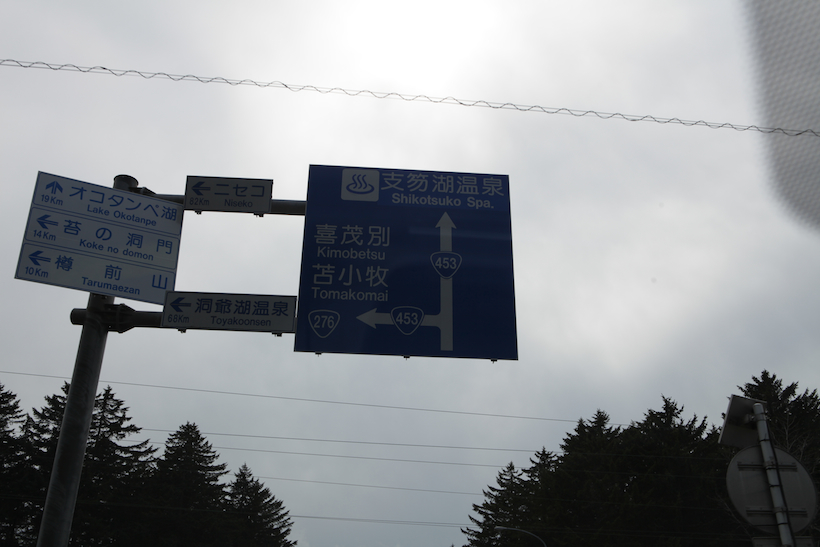 オコタンペ湖
19Km
Lake Okotanpe
苔の洞門
14Km
Koke no domon
樽前山
10Km
Tarumaezan
ニセコ
62Km
Niseko
洞爺湖温泉
Toyakoonsen
支笏湖温泉
Shikotsuko Spa.
喜茂別
Kimobetsu
453
苫小牧
Tomakomai
276
453